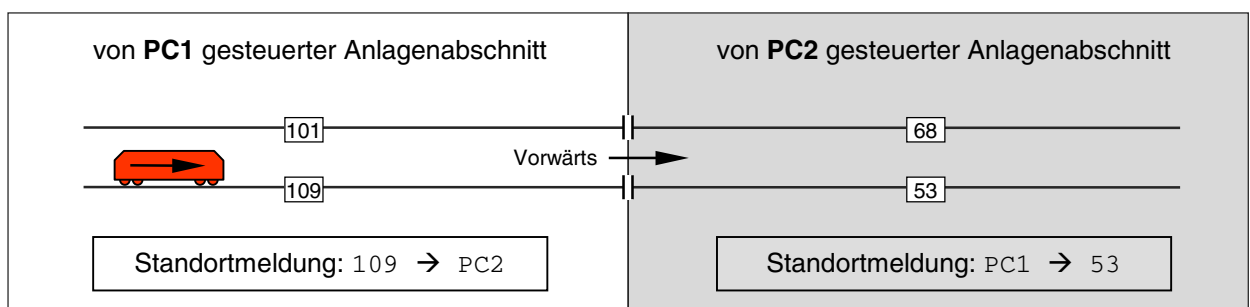 von PC1 gesteuerter Anlagenabschnitt
von PC2 gesteuerter Anlagenabschnitt
101
68
Vorwärts
109
53
Standortmeldung: 109 → PC2
Standortmeldung: PC1 → 53